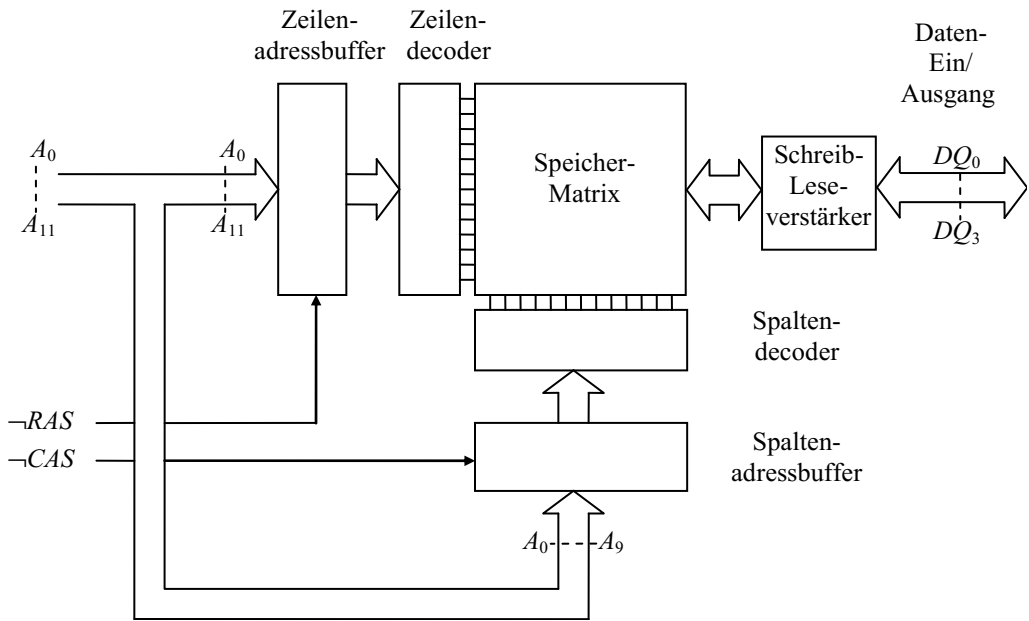 Zeilen-
adressbuffer
Zeilen-
decoder
Daten-
Ein/
Ausgang
A0
A11
A0
A11
Speicher-
Matrix
Schreib-
Lese-
verstärker
DQ0
DQ3
Spalten-
decoder
¬RAS
¬CAS
Spalten-
adressbuffer
A0
A9